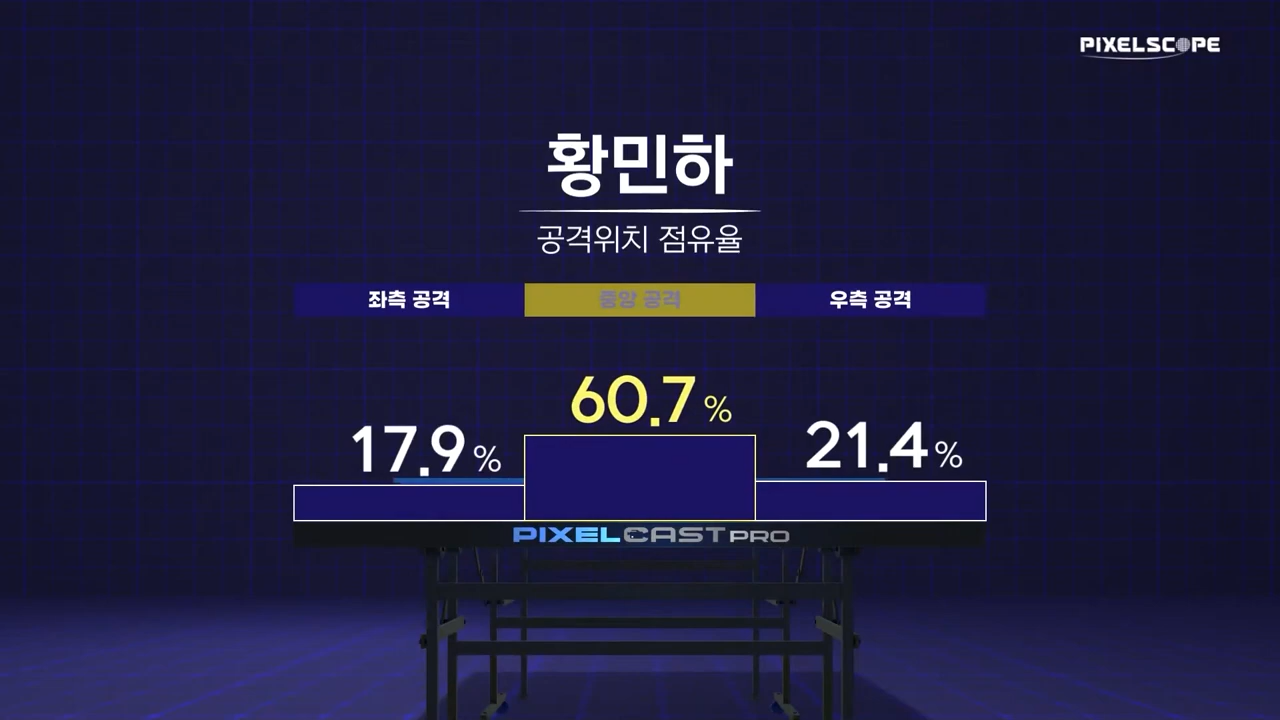 PIXELSCOPE
황민하
공격위치 점유율
좌측 공격 중앙 공격 우측 공격
17.9 % 60.7 % 21.4 %
PIXELCAST PRO